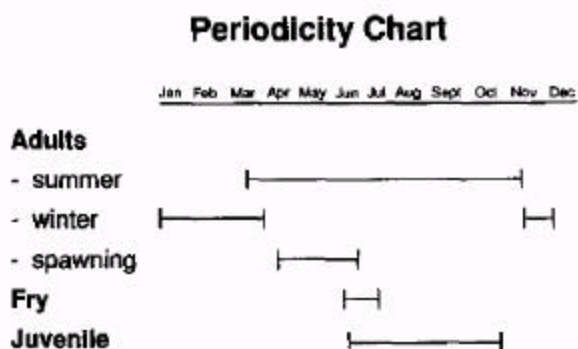 Periodicity Chart
Jan Feb Mar Apr May Jun Jul Aug Sept Oct Nov Dec
Adults
- summer
- winter
- spawning
Fry
Juvenile